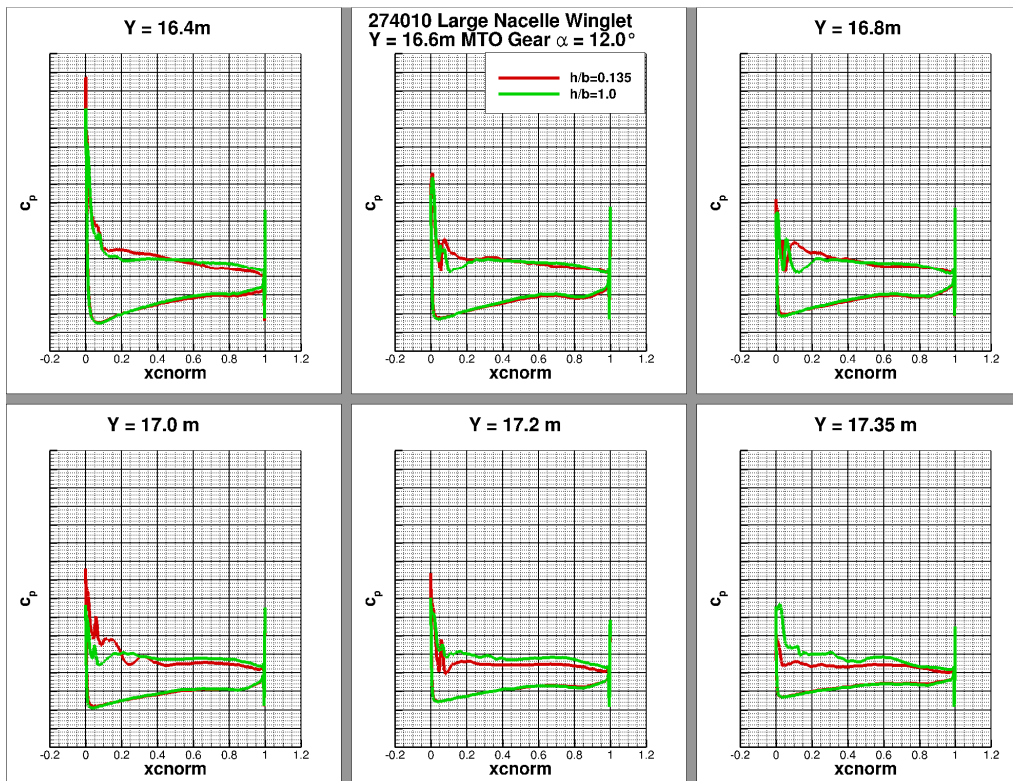 Y = 16.4m
cp
-0.2 0 0.2 0.4 0.6 0.8 1 1.2
xcnorm
274010 Large Nacelle Winglet
Y = 16.6m MTO Gear α = 12.0°
h/b=0.135
h/b=1.0
cp
-0.2 0 0.2 0.4 0.6 0.8 1 1.2
xcnorm
Y = 16.8m
cp
-0.2 0 0.2 0.4 0.6 0.8 1 1.2
xcnorm
Y = 17.0 m
cp
-0.2 0 0.2 0.4 0.6 0.8 1 1.2
xcnorm
Y = 17.2 m
cp
-0.2 0 0.2 0.4 0.6 0.8 1 1.2
xcnorm
Y = 17.35 m
cp
-0.2 0 0.2 0.4 0.6 0.8 1 1.2
xcnorm